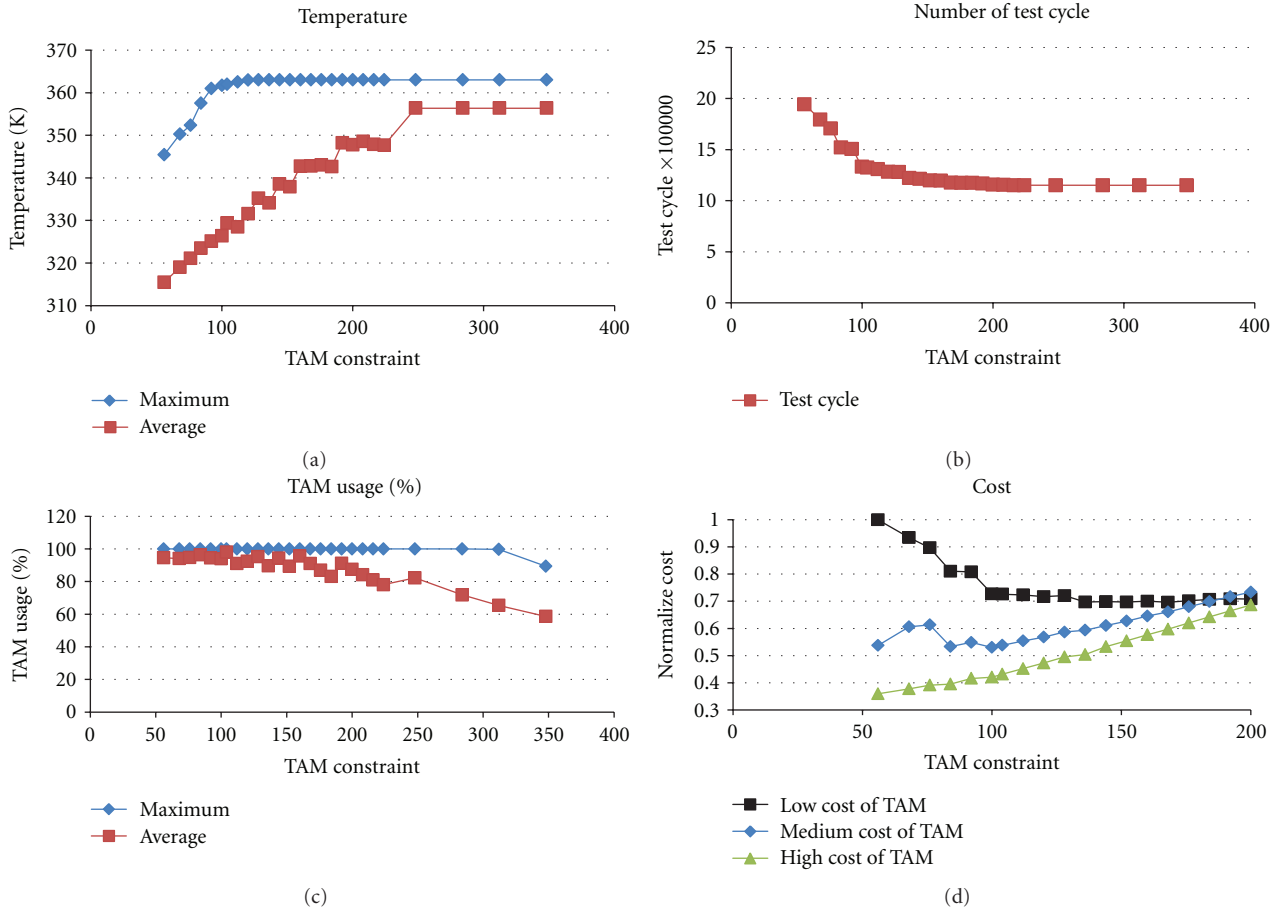 Temperature
370
360
350
340
330
320
310
Temperature (K)
0
100
200
300
400
TAM constraint
Maximum
Average
(a)
Number of test cycle
25
20
15
10
5
0
Test cycle ×100000
0
100
200
300
400
TAM constraint
Test cycle
(b)
TAM usage (%)
120
100
80
60
40
20
0
TAM usage (%)
0
50
100
150
200
250
300
350
400
TAM constraint
Maximum
Average
(c)
Cost
1
0.9
0.8
0.7
0.6
0.5
0.4
0.3
Normalize cost
0
50
100
150
200
TAM constraint
Low cost of TAM
Medium cost of TAM
High cost of TAM
(d)